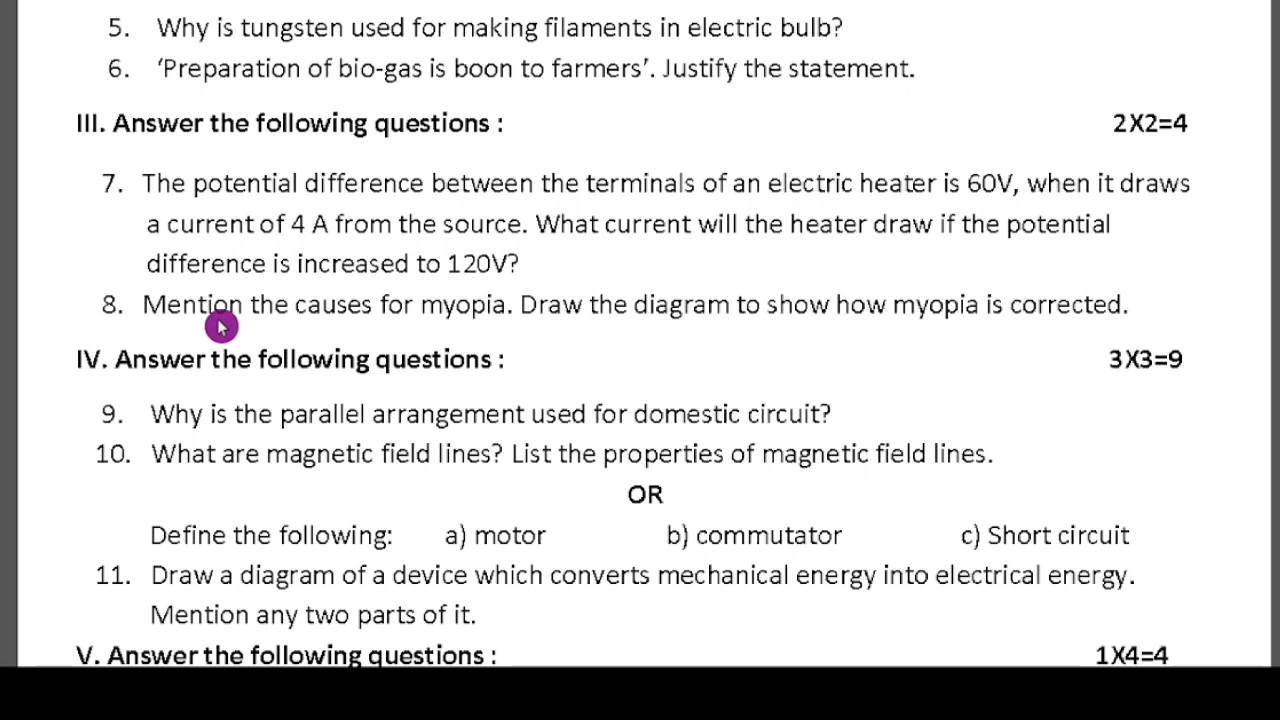 5. Why is tungsten used for making filaments in electric bulb?
6. ‘Preparation of bio-gas is boon to farmers’. Justify the statement.
III. Answer the following questions : 2X2=4
7. The potential difference between the terminals of an electric heater is 60V, when it draws
a current of 4 A from the source. What current will the heater draw if the potential
difference is increased to 120V?
8. Mention the causes for myopia. Draw the diagram to show how myopia is corrected.
IV. Answer the following questions : 3X3=9
9. Why is the parallel arrangement used for domestic circuit?
10. What are magnetic field lines? List the properties of magnetic field lines.
OR
Define the following: a) motor b) commutator c) Short circuit
11. Draw a diagram of a device which converts mechanical energy into electrical energy.
Mention any two parts of it.
V. Answer the following questions : 1X4=4